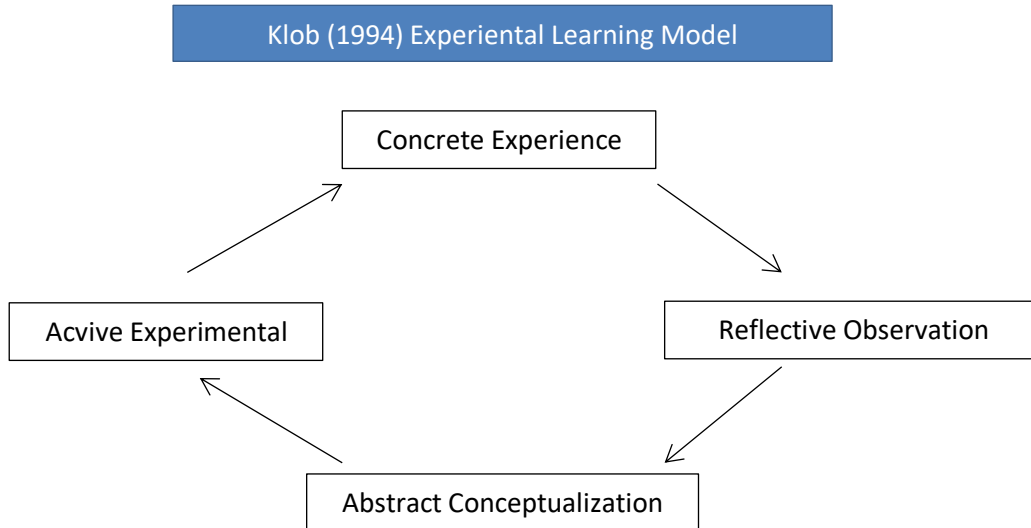 Klob (1994) Experiental Learning Model
Concrete Experience
Acvive Experimental
Reflective Observation
Abstract Conceptualization